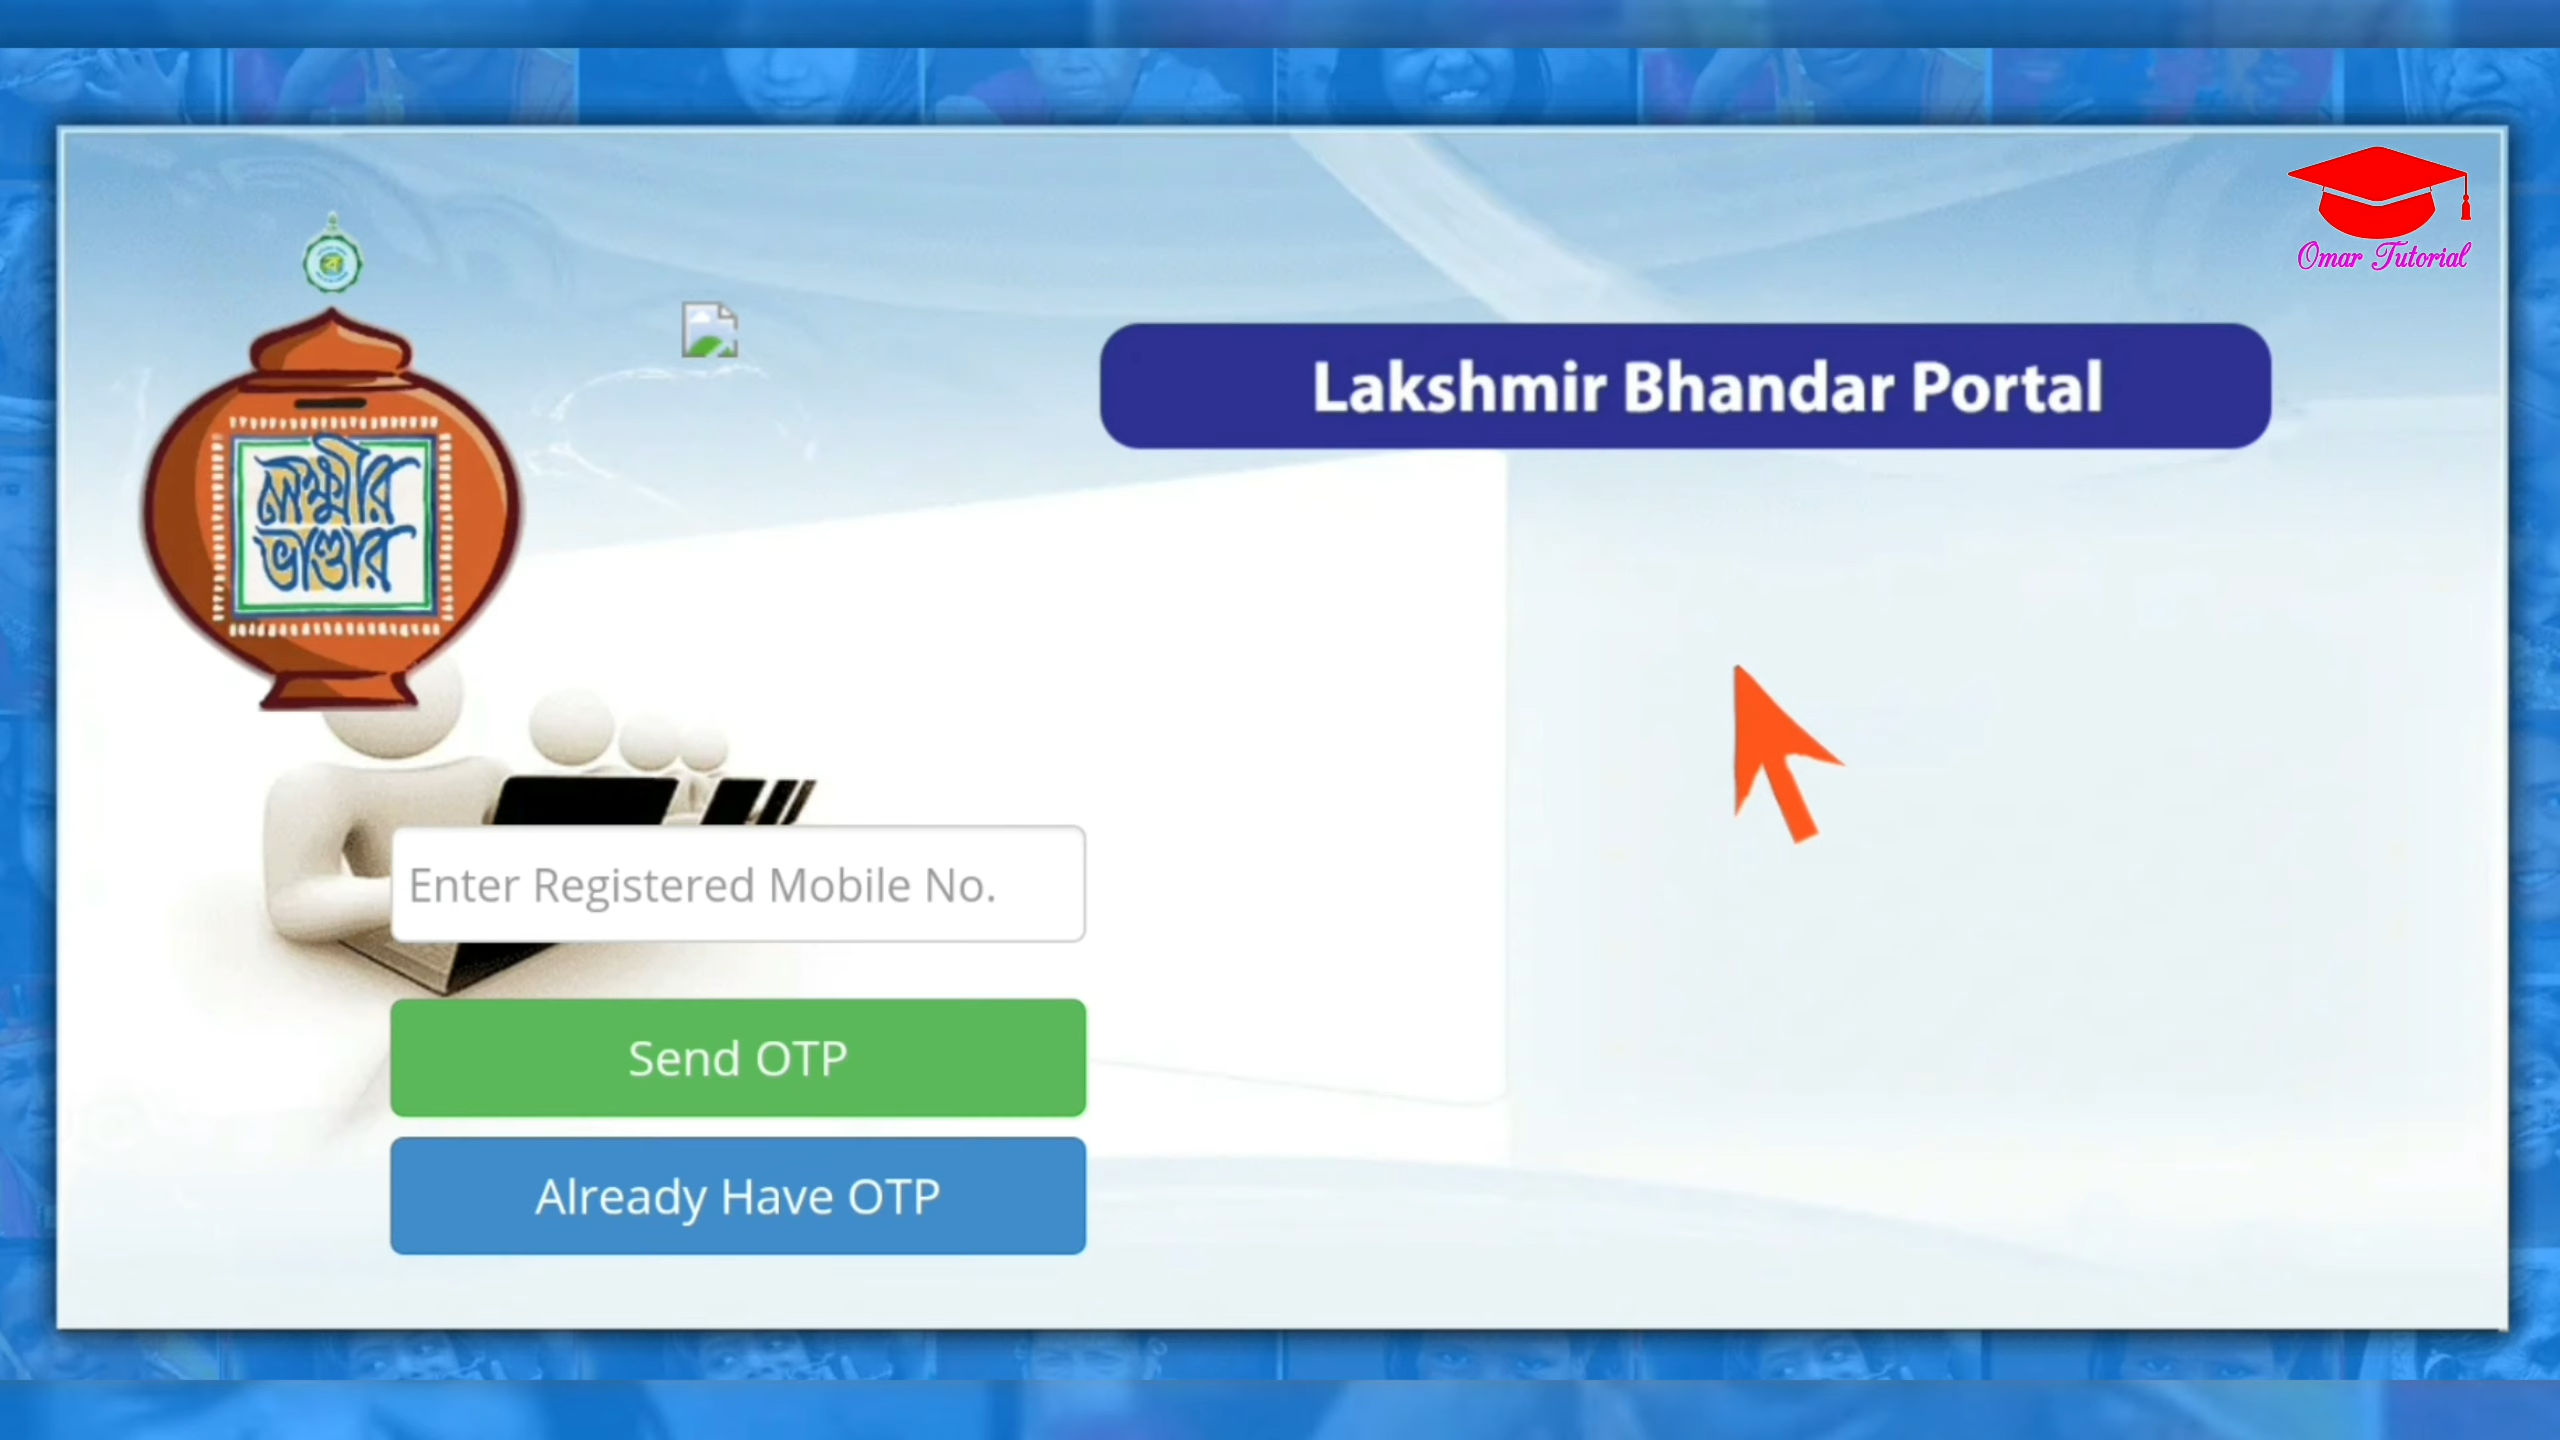 Omar Tutorial
Lakshmir Bhandar Portal
লক্ষ্মীর
ভাণ্ডার
Enter Registered Mobile No.
Send OTP
Already Have OTP